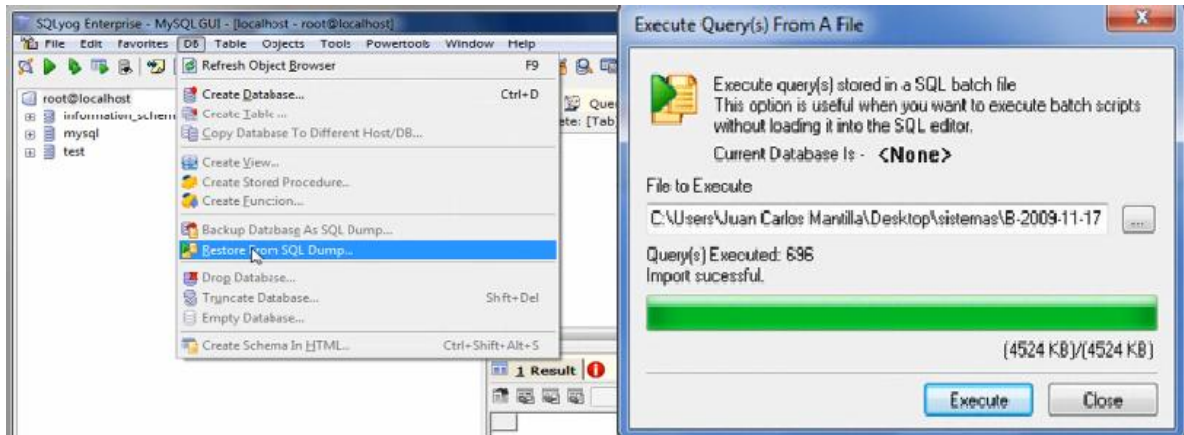 SQLyog Enterprise - MySQL GUI - [localhost - root@localhost]
File Edit Favorites DB Table Objects Tools Powertools Window Help
Refresh Object Browser F9
root@localhost
information_schem
mysql
test
Create Database... Ctrl+D
Create Table ...
Copy Database To Different Host/DB...
Create View...
Create Stored Procedure...
Create Function...
Backup Database As SQL Dump...
Restore From SQL Dump...
Drop Database...
Truncate Database... Shift+Del
Empty Database...
Create Schema In HTML... Ctrl+Shift+Alt+S
Que
ete: [Tab
1 Result
Execute Query(s) From A File
Execute query(s) stored in a SQL batch file
This option is useful when you want to execute batch scripts
without loading it into the SQL editor.
Current Database Is - <None>
File to Execute
C:\Users\Juan Carlos Mantilla\Desktop\sistemas\B-2009-11-17 ...
Query(s) Executed: 696
Import sucessful.
(4524 KB)/(4524 KB)
Execute Close